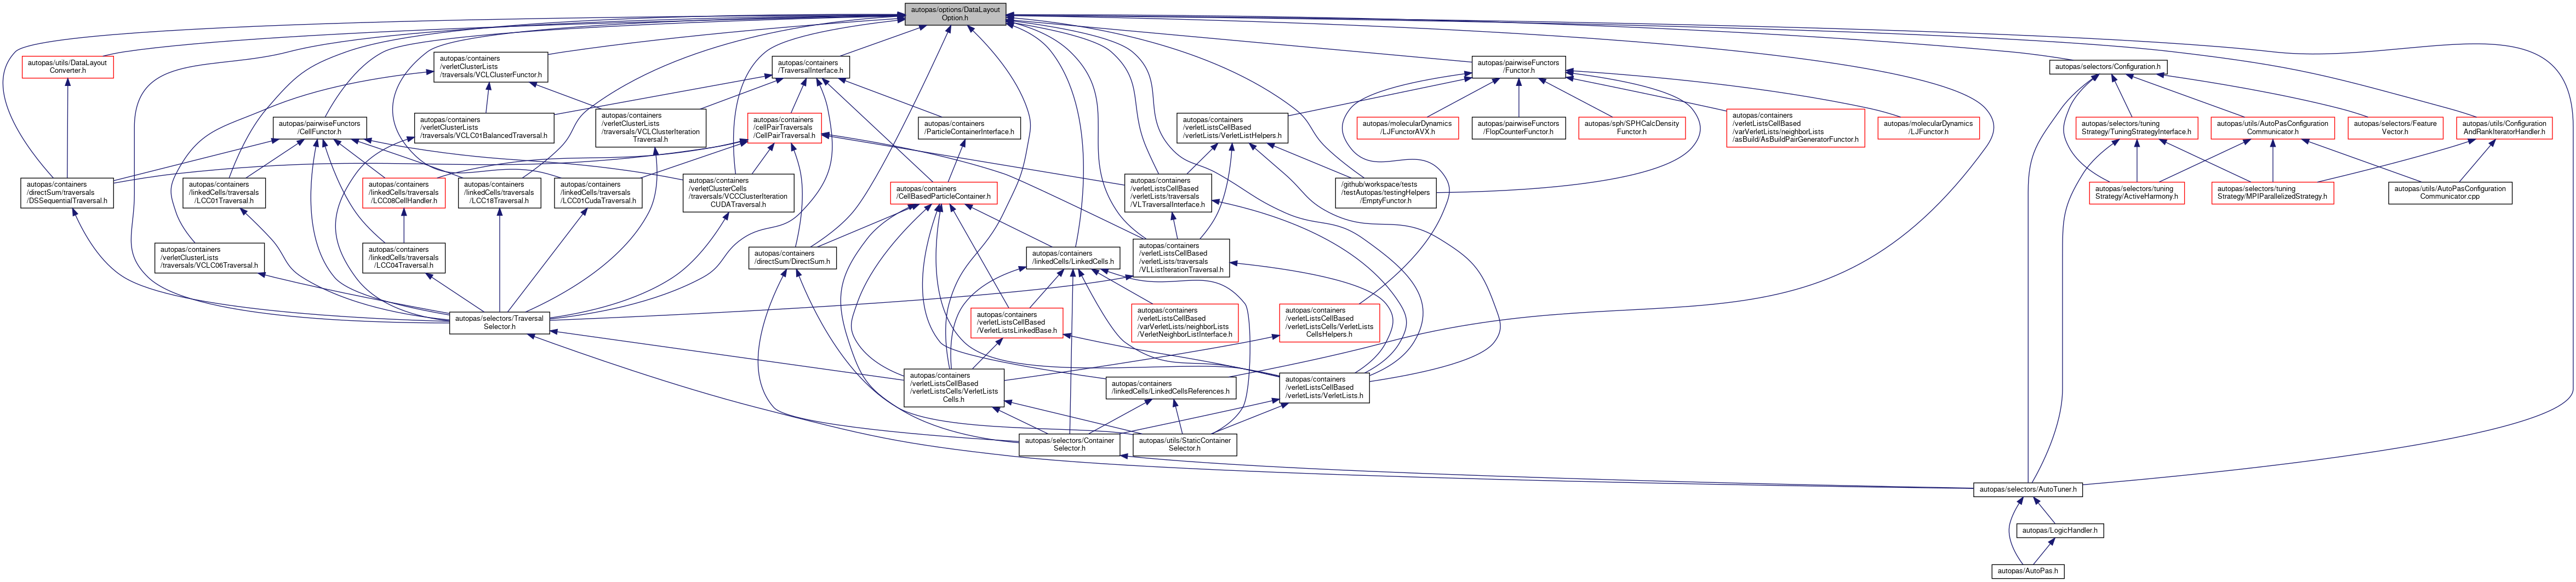 autopas/options/DataLayout
Option.h
autopas/utils/DataLayout
Converter.h
autopas/containers
/verletClusterLists
/traversals/VCLClusterFunctor.h
autopas/containers
/TraversalInterface.h
autopas/pairwiseFunctors
/Functor.h
autopas/selectors/Configuration.h
autopas/pairwiseFunctors
/CellFunctor.h
autopas/containers
/verletClusterLists
/traversals/VCLC01BalancedTraversal.h
autopas/containers
/verletClusterLists
/traversals/VCLClusterIteration
Traversal.h
autopas/containers
/cellPairTraversals
/CellPairTraversal.h
autopas/containers
/ParticleContainerInterface.h
autopas/containers
/verletListsCellBased
/verletLists/VerletListHelpers.h
autopas/molecularDynamics
/LJFunctorAVX.h
autopas/pairwiseFunctors
/FlopCounterFunctor.h
autopas/sph/SPHCalcDensity
Functor.h
autopas/containers
/verletListsCellBased
/varVerletLists/neighborLists
/asBuild/AsBuildPairGeneratorFunctor.h
autopas/molecularDynamics
/LJFunctor.h
autopas/selectors/tuning
Strategy/TuningStrategyInterface.h
autopas/utils/AutoPasConfiguration
Communicator.h
autopas/selectors/Feature
Vector.h
autopas/utils/Configuration
AndRankIteratorHandler.h
autopas/containers
/directSum/traversals
/DSSequentialTraversal.h
autopas/containers
/linkedCells/traversals
/LCC01Traversal.h
autopas/containers
/linkedCells/traversals
/LCC08CellHandler.h
autopas/containers
/linkedCells/traversals
/LCC18Traversal.h
autopas/containers
/linkedCells/traversals
/LCC01CudaTraversal.h
autopas/containers
/verletClusterCells
/traversals/VCCClusterIteration
CUDATraversal.h
autopas/containers
/CellBasedParticleContainer.h
autopas/containers
/verletListsCellBased
/verletLists/traversals
/VLTraversalInterface.h
/github/workspace/tests
/testAutopas/testingHelpers
/EmptyFunctor.h
autopas/selectors/tuning
Strategy/ActiveHarmony.h
autopas/selectors/tuning
Strategy/MPIParallelizedStrategy.h
autopas/utils/AutoPasConfiguration
Communicator.cpp
autopas/containers
/verletClusterLists
/traversals/VCLC06Traversal.h
autopas/containers
/linkedCells/traversals
/LCC04Traversal.h
autopas/containers
/directSum/DirectSum.h
autopas/containers
/linkedCells/LinkedCells.h
autopas/containers
/verletListsCellBased
/verletLists/traversals
/VLListIterationTraversal.h
autopas/selectors/Traversal
Selector.h
autopas/containers
/verletListsCellBased
/VerletListsLinkedBase.h
autopas/containers
/verletListsCellBased
/varVerletLists/neighborLists
/VerletNeighborListInterface.h
autopas/containers
/verletListsCellBased
/verletListsCells/VerletLists
CellsHelpers.h
autopas/containers
/verletListsCellBased
/verletListsCells/VerletLists
Cells.h
autopas/containers
/linkedCells/LinkedCellsReferences.h
autopas/containers
/verletListsCellBased
/verletLists/VerletLists.h
autopas/selectors/Container
Selector.h
autopas/utils/StaticContainer
Selector.h
autopas/selectors/AutoTuner.h
autopas/LogicHandler.h
autopas/AutoPas.h